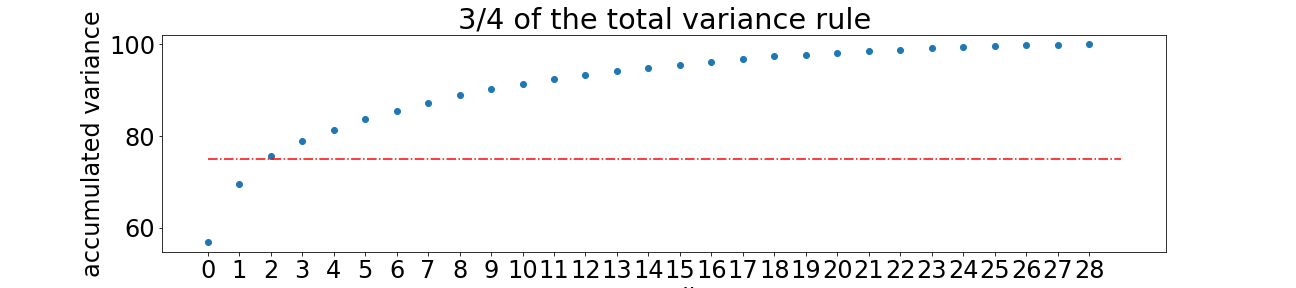 3/4 of the total variance rule
accumulated variance
100
80
60
0 1 2 3 4 5 6 7 8 9 10 11 12 13 14 15 16 17 18 19 20 21 22 23 24 25 26 27 28